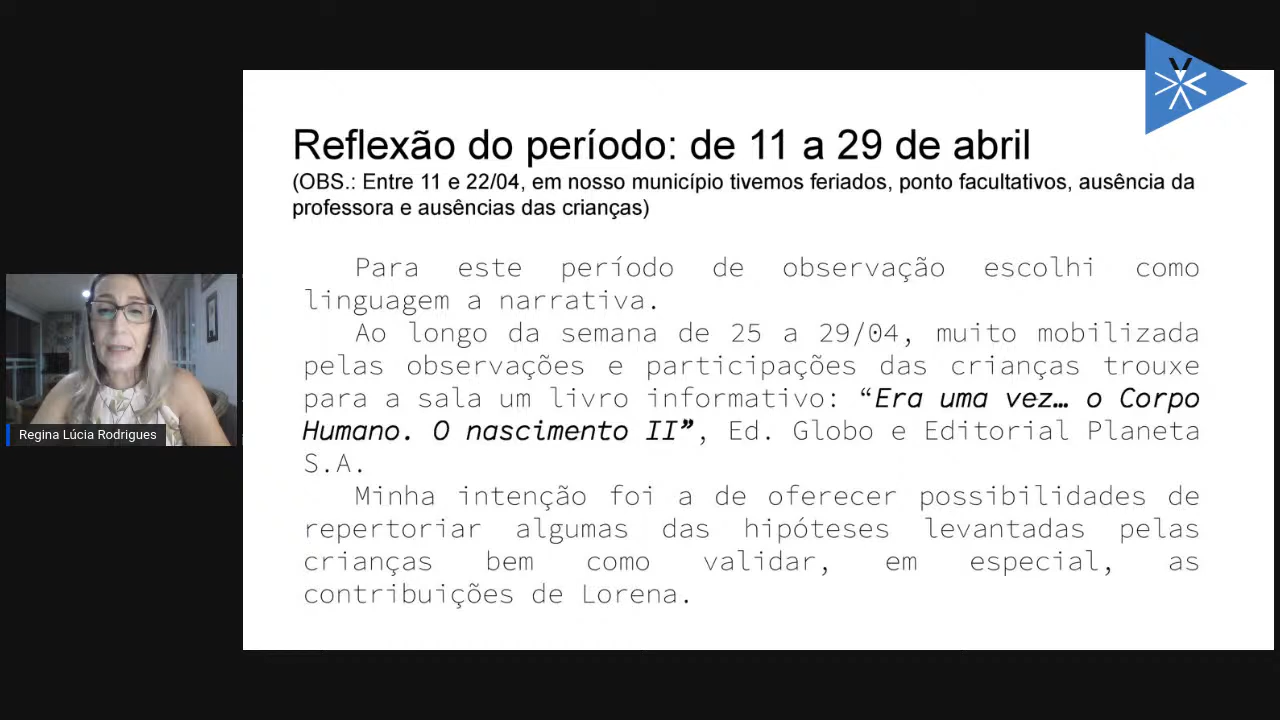 Reflexão do período: de 11 a 29 de abril
(OBS.: Entre 11 e 22/04, em nosso município tivemos feriados, ponto facultativos, ausência da
professora e ausências das crianças)
Para este período de observação escolhi como
linguagem a narrativa.
Ao longo da semana de 25 a 29/04, muito mobilizada
pelas observações e participações das crianças trouxe
para a sala um livro informativo: “Era uma vez… o Corpo
Humano. O nascimento II”, Ed. Globo e Editorial Planeta
S.A.
Minha intenção foi a de oferecer possibilidades de
repertoriar algumas das hipóteses levantadas pelas
crianças bem como validar, em especial, as
contribuições de Lorena.
Regina Lúcia Rodrigues